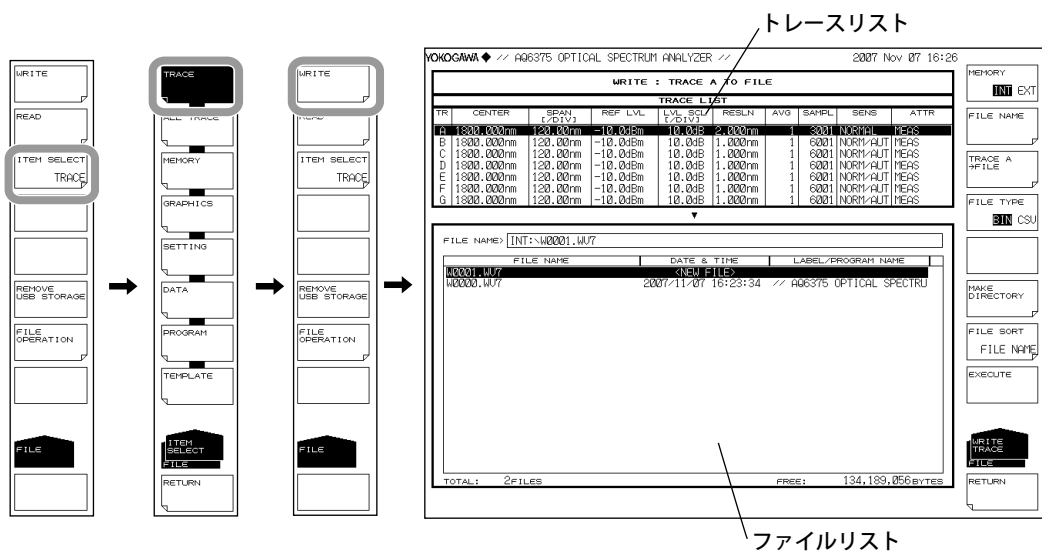 トレースリスト
WRITE
READ
ITEM SELECT
TRACE
REMOVE
USB STORAGE
FILE
OPERATION
FILE
TRACE
ALL TRACE
MEMORY
GRAPHICS
SETTING
DATA
PROGRAM
TEMPLATE
ITEM
SELECT
FILE
RETURN
WRITE
READ
ITEM SELECT
TRACE
REMOVE
USB STORAGE
FILE
OPERATION
FILE
YOKOGAWA ◆ // AQ6375 OPTICAL SPECTRUM ANALYZER // 2007 Nov 07 16:26
WRITE : TRACE A TO FILE
TRACE LIST
TR CENTER SPAN [/DIV] REF LVL LVL SCL [/DIV] RESLN AVG SAMPL SENS ATTR
A 1800.000nm 120.00nm -10.0dBm 10.0dB 2.000nm 1 3001 NORMAL MEAS
B 1800.000nm 120.00nm -10.0dBm 10.0dB 1.000nm 1 6001 NORM/AUT MEAS
C 1800.000nm 120.00nm -10.0dBm 10.0dB 1.000nm 1 6001 NORM/AUT MEAS
D 1800.000nm 120.00nm -10.0dBm 10.0dB 1.000nm 1 6001 NORM/AUT MEAS
E 1800.000nm 120.00nm -10.0dBm 10.0dB 1.000nm 1 6001 NORM/AUT MEAS
F 1800.000nm 120.00nm -10.0dBm 10.0dB 1.000nm 1 6001 NORM/AUT MEAS
G 1800.000nm 120.00nm -10.0dBm 10.0dB 1.000nm 1 6001 NORM/AUT MEAS
FILE NAME> INT:\W0001.WV7
FILE NAME DATE & TIME LABEL/PROGRAM NAME
W0001.WV7 <NEW FILE>
W0000.WV7 2007/11/07 16:23:34 // AQ6375 OPTICAL SPECTRU
TOTAL: 2FILES FREE: 134,189,056BYTES
MEMORY
INT EXT
FILE NAME
TRACE A
→FILE
FILE TYPE
BIN CSV
MAKE
DIRECTORY
FILE SORT
FILE NAME
EXECUTE
WRITE
TRACE
FILE
RETURN
ファイルリスト